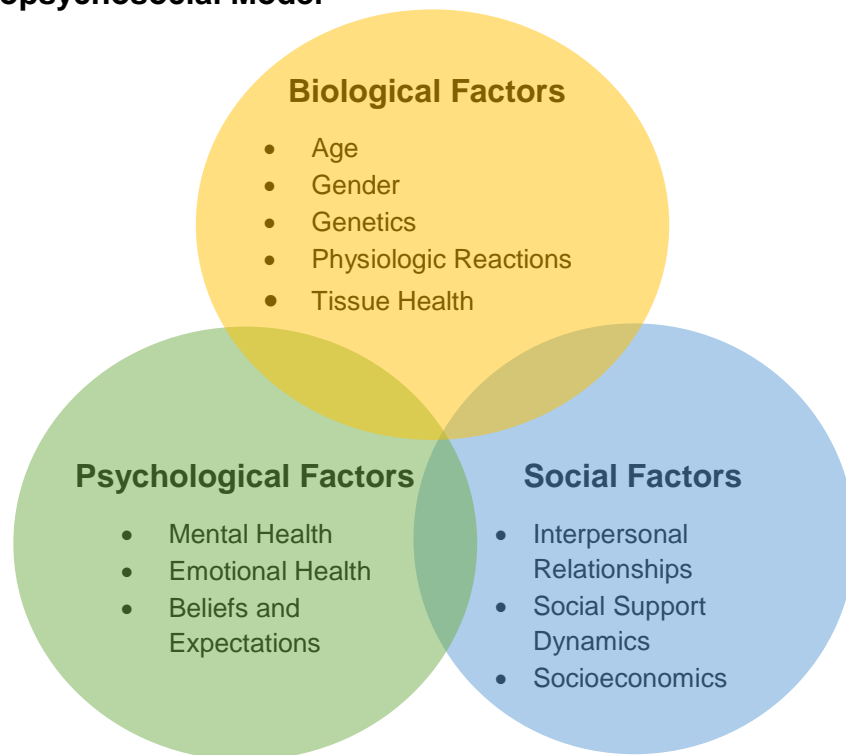 opsychosocial Model
Biological Factors
• Age
• Gender
• Genetics
• Physiologic Reactions
• Tissue Health
Psychological Factors
• Mental Health
• Emotional Health
• Beliefs and
Expectations
Social Factors
• Interpersonal
Relationships
• Social Support
Dynamics
• Socioeconomics